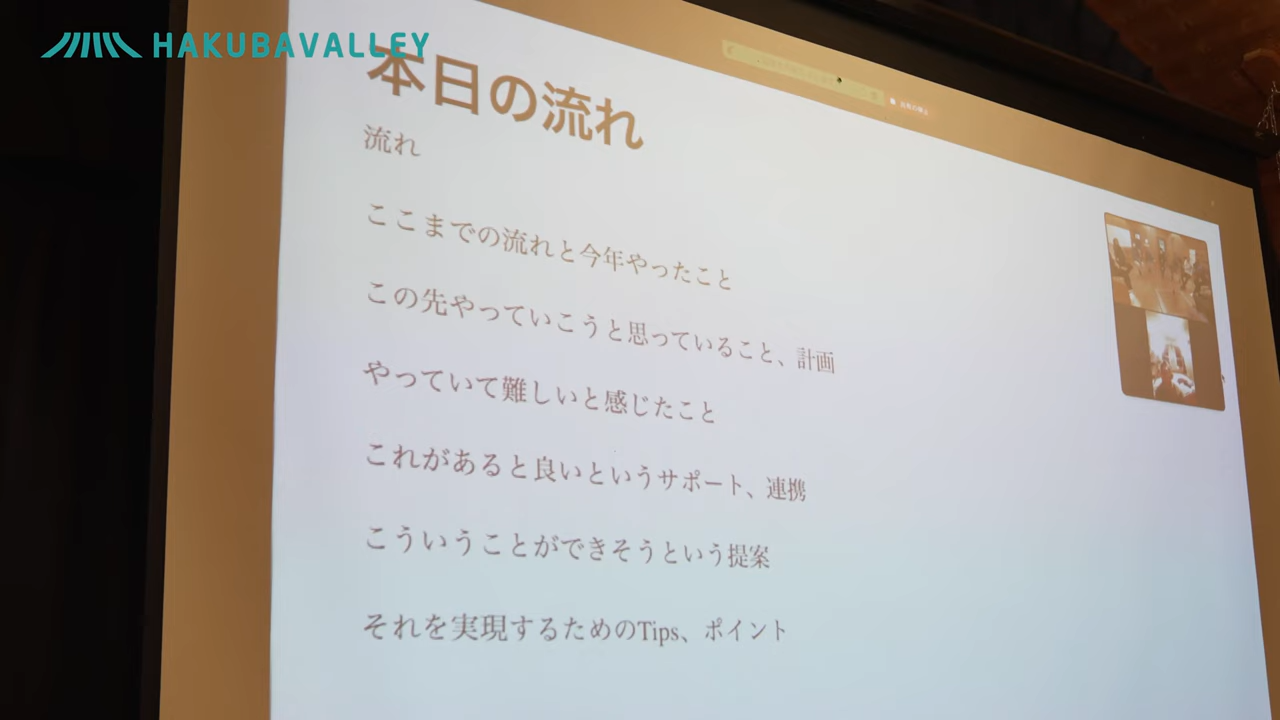 HAKUBAVALLEY
本日の流れ
流れ
ここまでの流れと今年やったこと
この先やっていこうと思っていること、計画
やっていて難しいと感じたこと
これがあると良いというサポート、連携
こういうことができそうという提案
それを実現するためのTips、ポイント